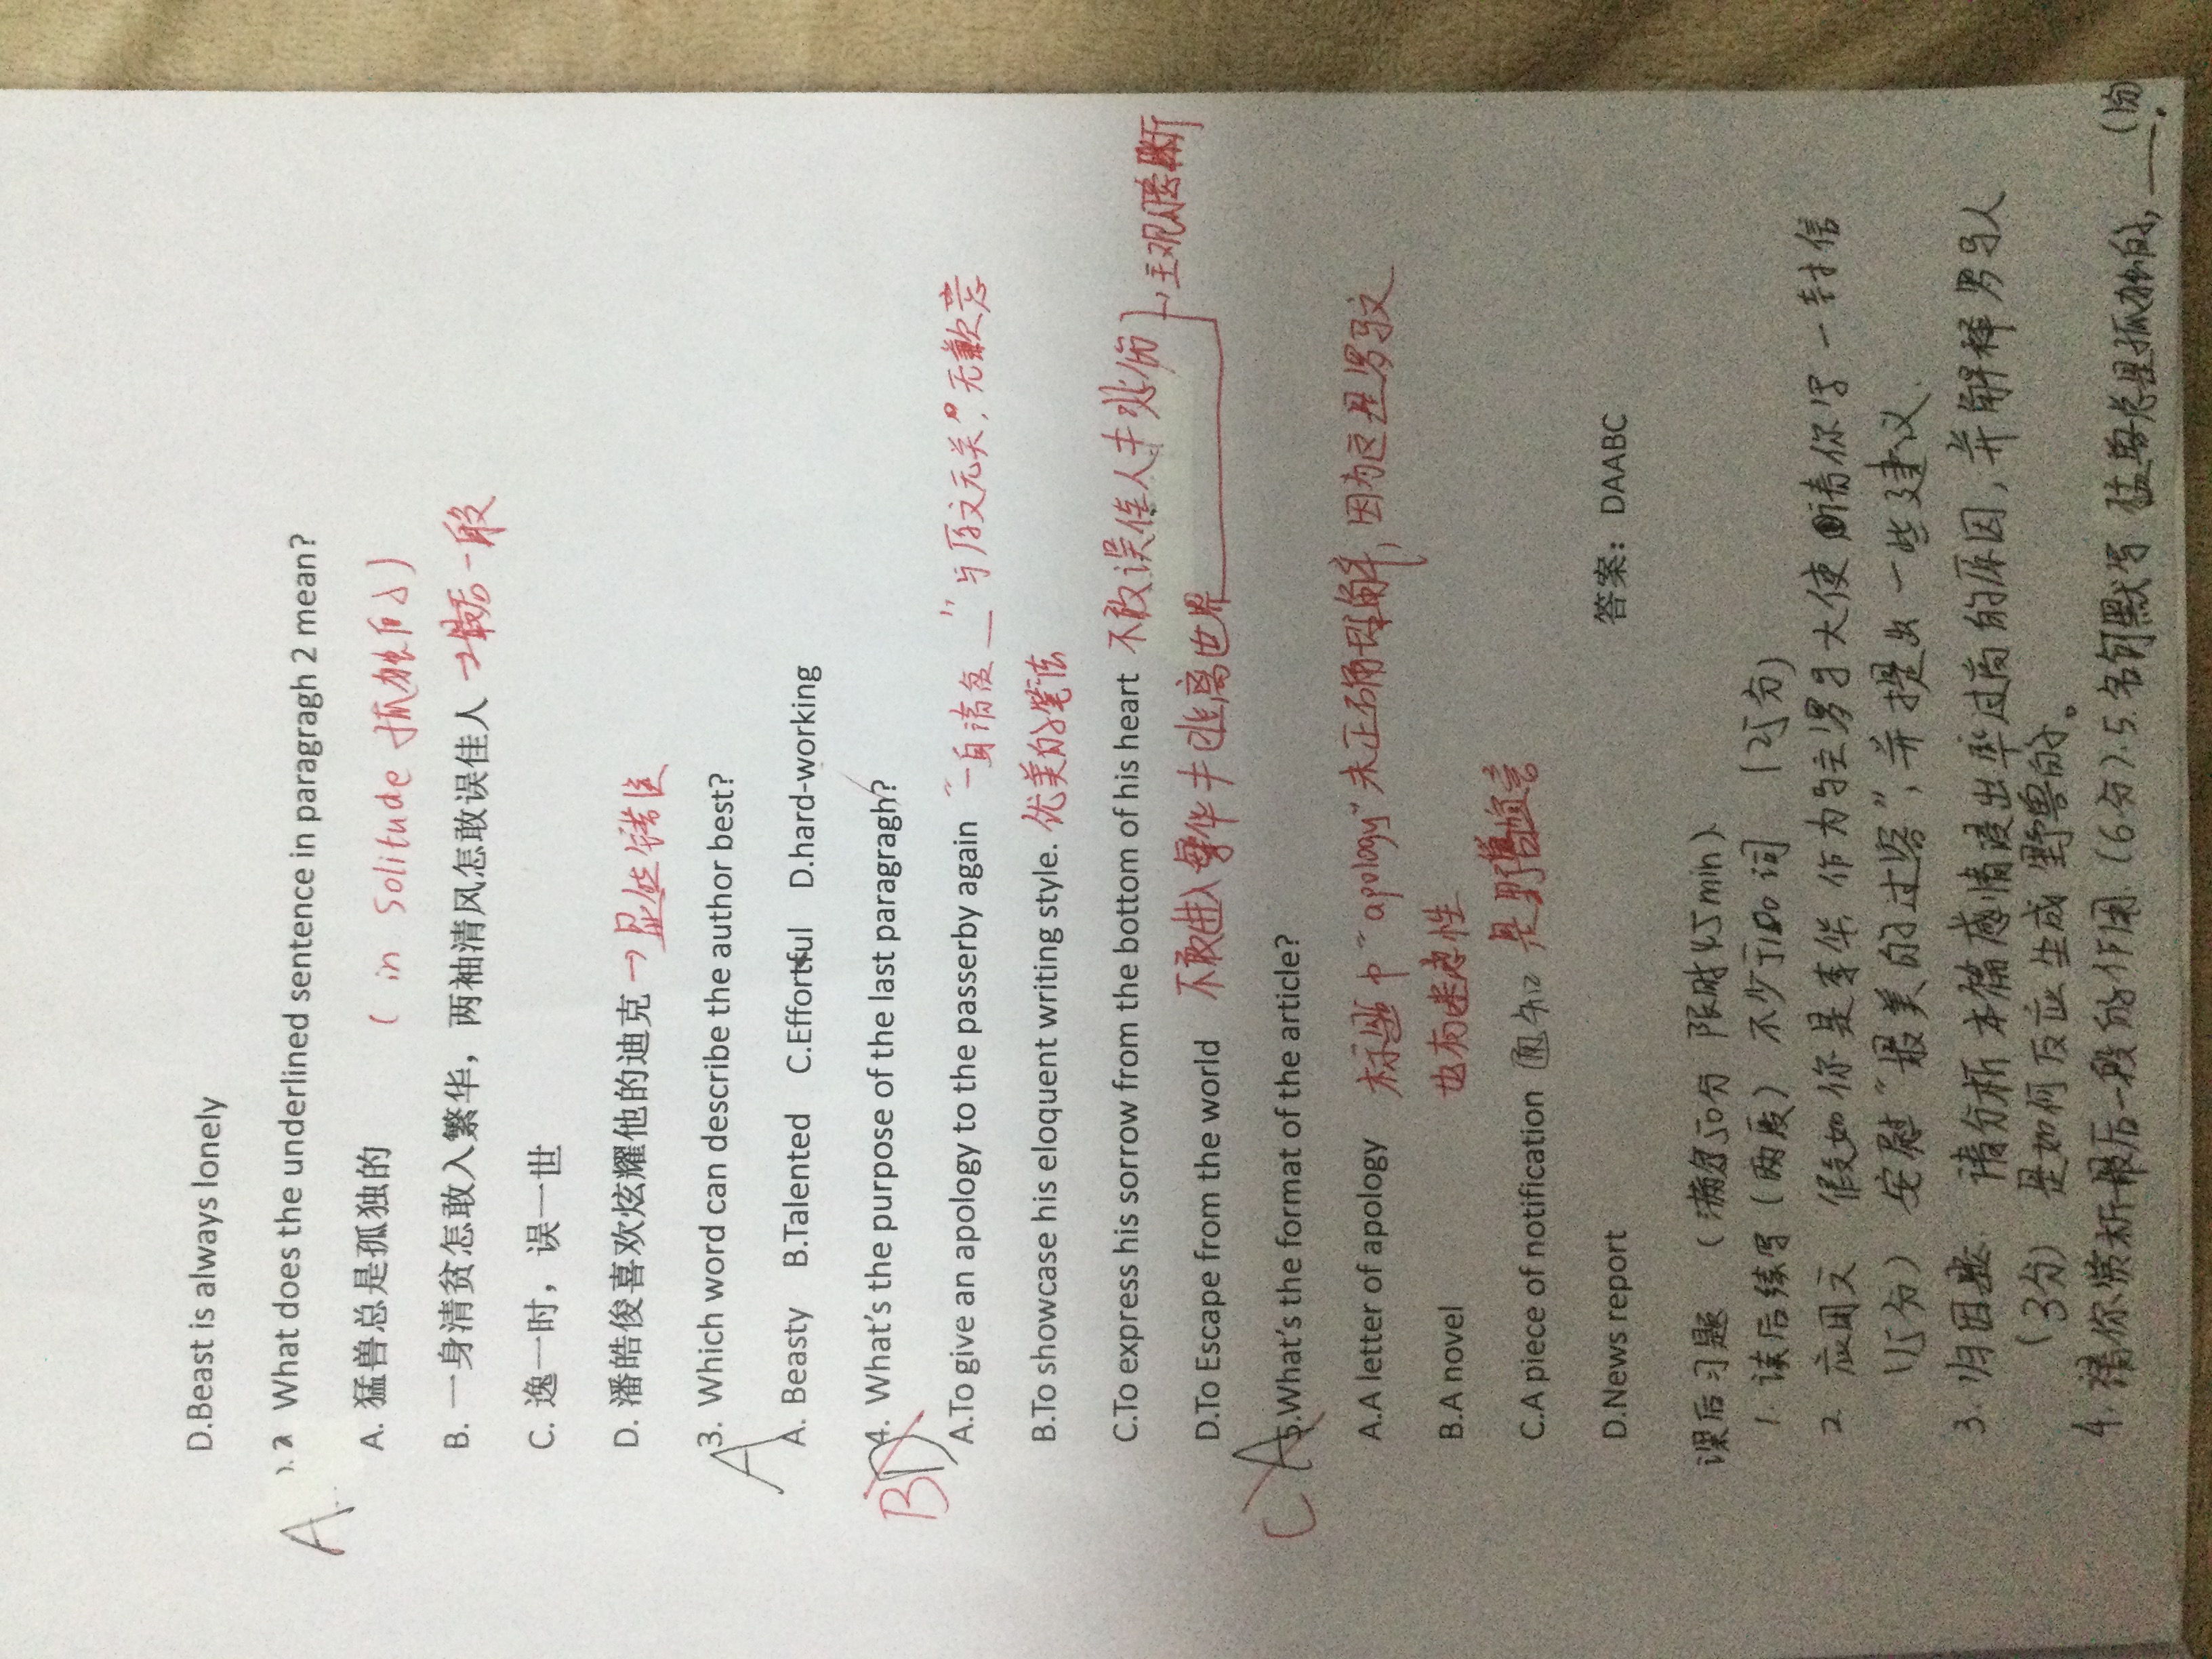 D.Beast is always lonely
A 2 What does the underlined sentence in paragragh 2 mean?
A. 猛兽总是孤独的 (in solitude 孤独的)
B. 一身清贫怎敢入繁华，两袖清风怎敢误佳人 →最后一段
C. 逸一时，误一世
D. 潘皓俊喜欢炫耀他的迪克 →显然错误
A 3. Which word can describe the author best?
A. Beasty B.Talented C.Effortful D.hard-working
B D 4. What's the purpose of the last paragragh?
A.To give an apology to the passerby again "一身清贫__"与原文无关，无歉意
B.To showcase his eloquent writing style. 优美的笔法
C.To express his sorrow from the bottom of his heart 不敢误佳人≠悲伤
D.To Escape from the world 不敢进入繁华≠逃离世界 →主观臆断
C A 5.What's the format of the article?
A.A letter of apology 标题中"apology"未正确理解，因为这是罗马文
B.A novel 也有迷惑性
C.A piece of notification 通知 是野兽宣言
D.News report 答案：DAABC
课后习题 （满分50分 限时45min）
1. 读后续写（两段） 不少于100词 （25分）
2. 应用文 假如你是李华，作为驻罗马大使，请你写一封信
（15分） 安慰"最美的过客"，并提出一些建议.
3. 归因题 请分析本篇感情浸出率过高的原因，并解释罗马人
（3分） 是如何反应生成野兽的。
4. 请你赏析最后一段的作用.（6分）. 5. 名句默写 猛兽总是孤独的, ___.（1分）